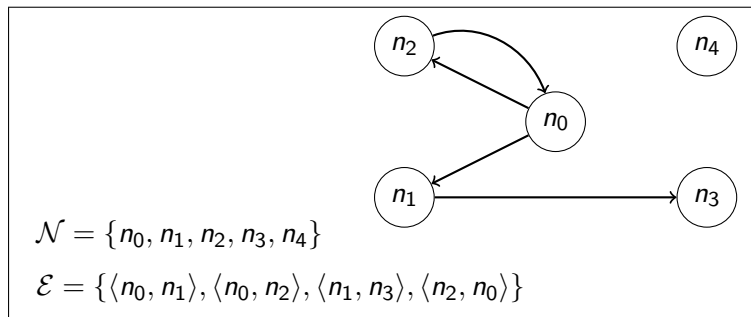 n₂
n₄
n₀
n₁
n₃
𝒩 = {n₀, n₁, n₂, n₃, n₄}
ℰ = {⟨n₀, n₁⟩, ⟨n₀, n₂⟩, ⟨n₁, n₃⟩, ⟨n₂, n₀⟩}